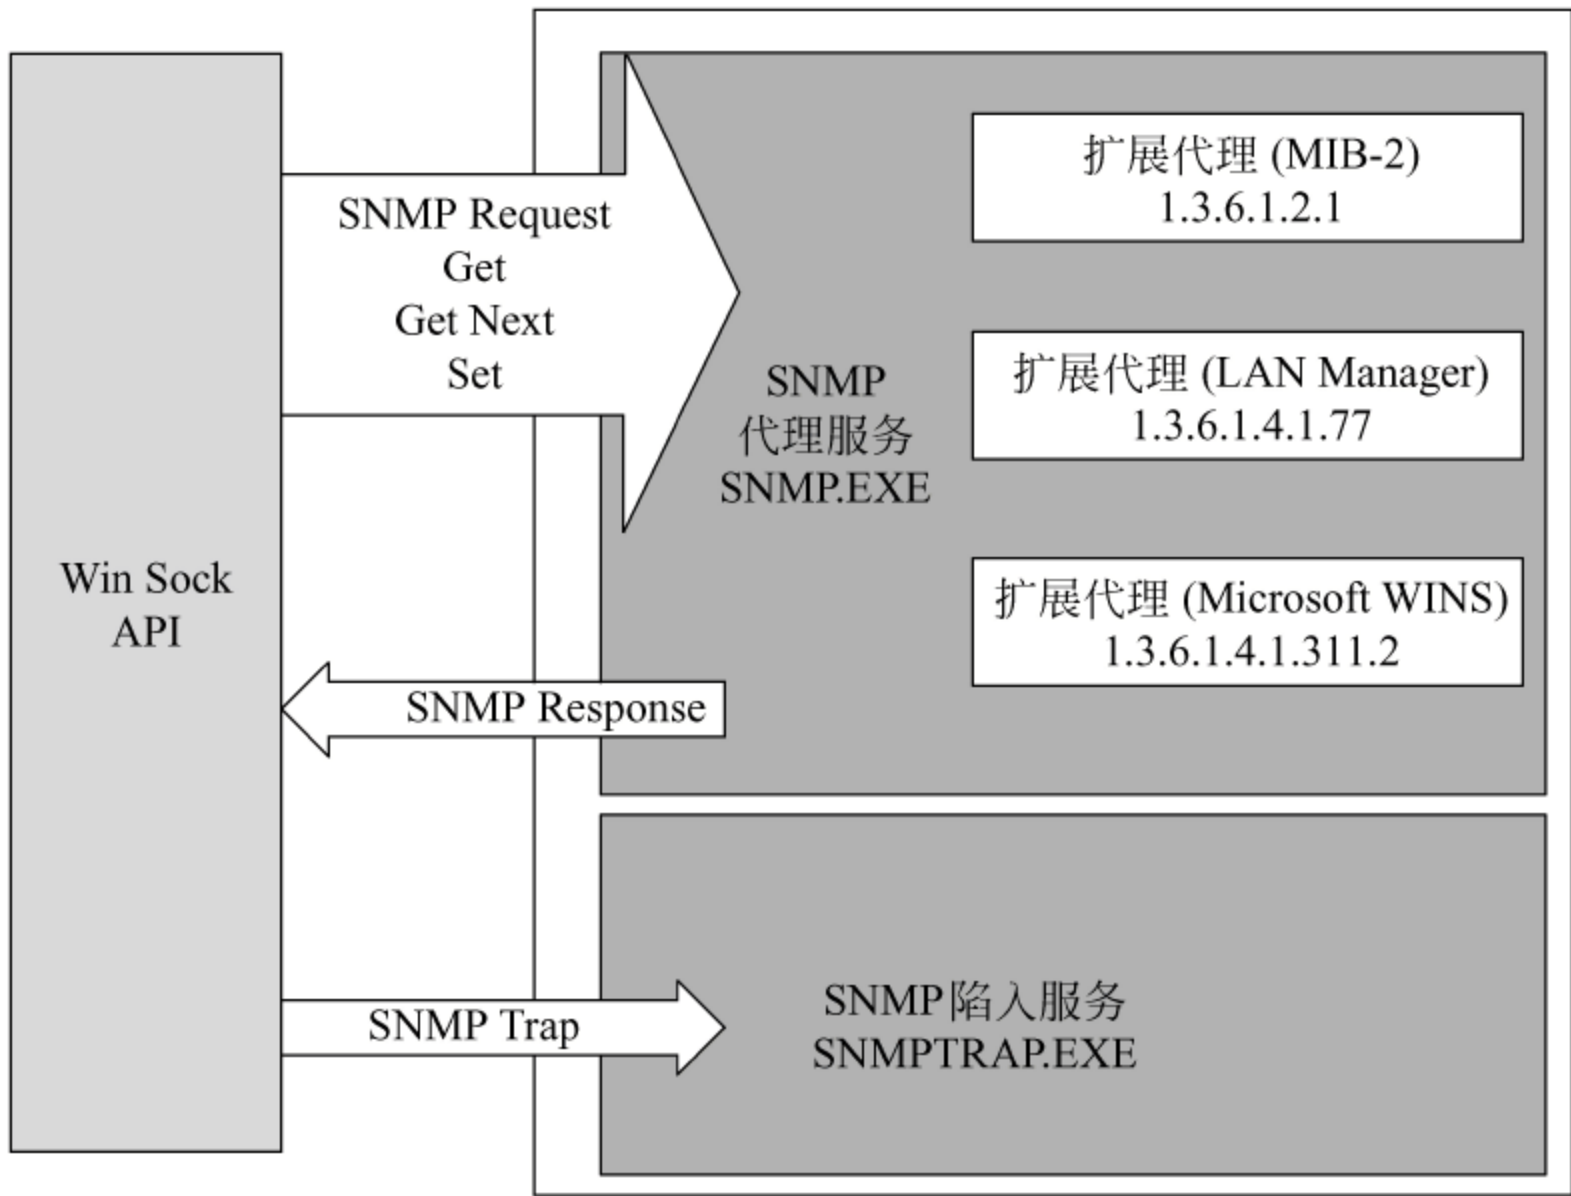 Win Sock
API
SNMP Request
Get
Get Next
Set
SNMP
代理服务
SNMP.EXE
扩展代理 (MIB-2)
1.3.6.1.2.1
扩展代理 (LAN Manager)
1.3.6.1.4.1.77
扩展代理 (Microsoft WINS)
1.3.6.1.4.1.311.2
SNMP Response
SNMP Trap
SNMP陷入服务
SNMPTRAP.EXE